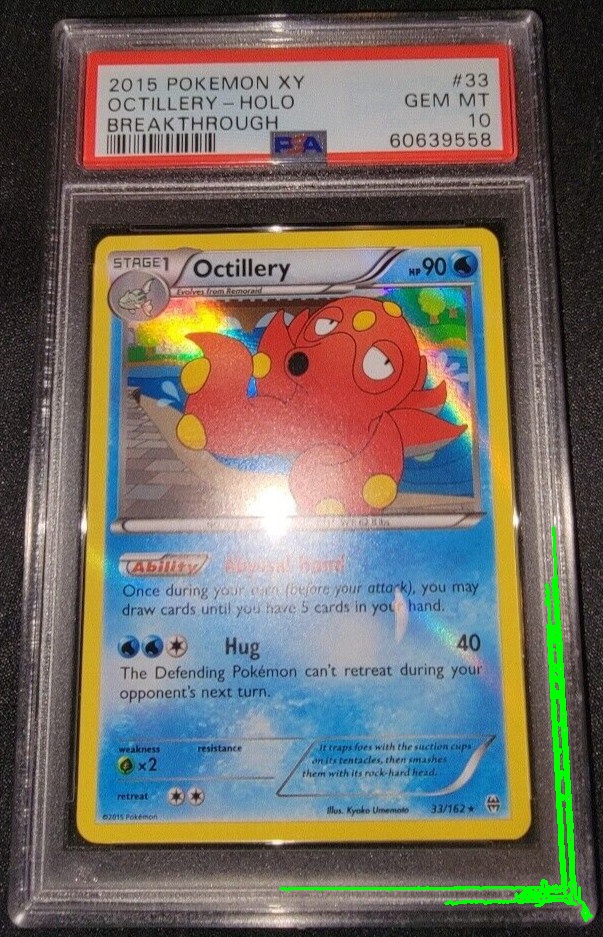 2015 POKEMON XY #33
OCTILLERY - HOLO GEM MT
BREAKTHROUGH 10
PSA 60639558
STAGE1 Octillery HP 90
Evolves from Remoraid
Ability Abyssal Hand
Once during your turn (before your attack), you may
draw cards until you have 5 cards in your hand.
Hug 40
The Defending Pokémon can't retreat during your
opponent's next turn.
weakness resistance
×2
It traps foes with the suction cups
on its tentacles, then smashes
them with its rock-hard head.
retreat
©2015 Pokémon Illus. Kyoko Umemoto 33/162 ★